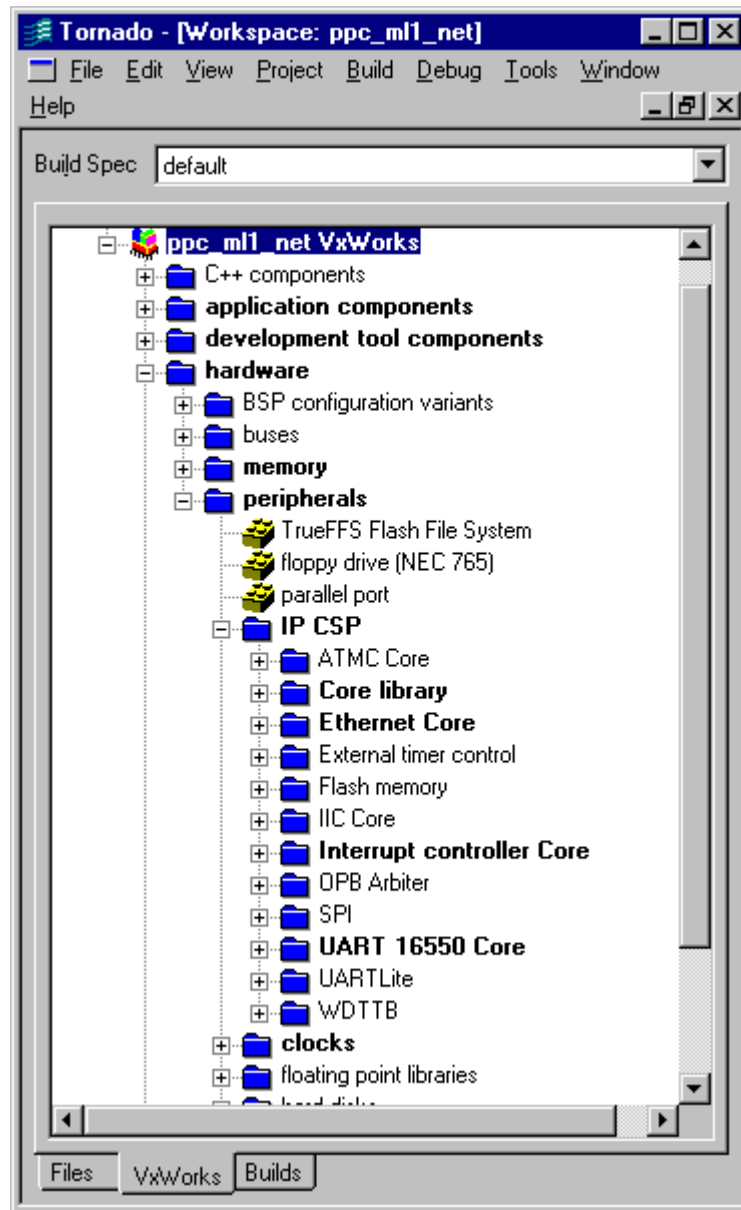 Tornado - [Workspace: ppc_ml1_net]
File Edit View Project Build Debug Tools Window
Help
Build Spec default
ppc_ml1_net VxWorks
C++ components
application components
development tool components
hardware
BSP configuration variants
buses
memory
peripherals
TrueFFS Flash File System
floppy drive (NEC 765)
parallel port
IP CSP
ATMC Core
Core library
Ethernet Core
External timer control
Flash memory
IIC Core
Interrupt controller Core
OPB Arbiter
SPI
UART 16550 Core
UARTLite
WDTTB
clocks
floating point libraries
hard disks
Files VxWorks Builds